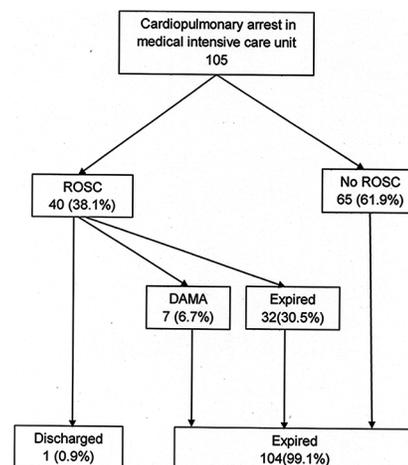 Cardiopulmonary arrest in
medical intensive care unit
105
ROSC
40 (38.1%)
No ROSC
65 (61.9%)
DAMA
7 (6.7%)
Expired
32(30.5%)
Discharged
1 (0.9%)
Expired
104(99.1%)